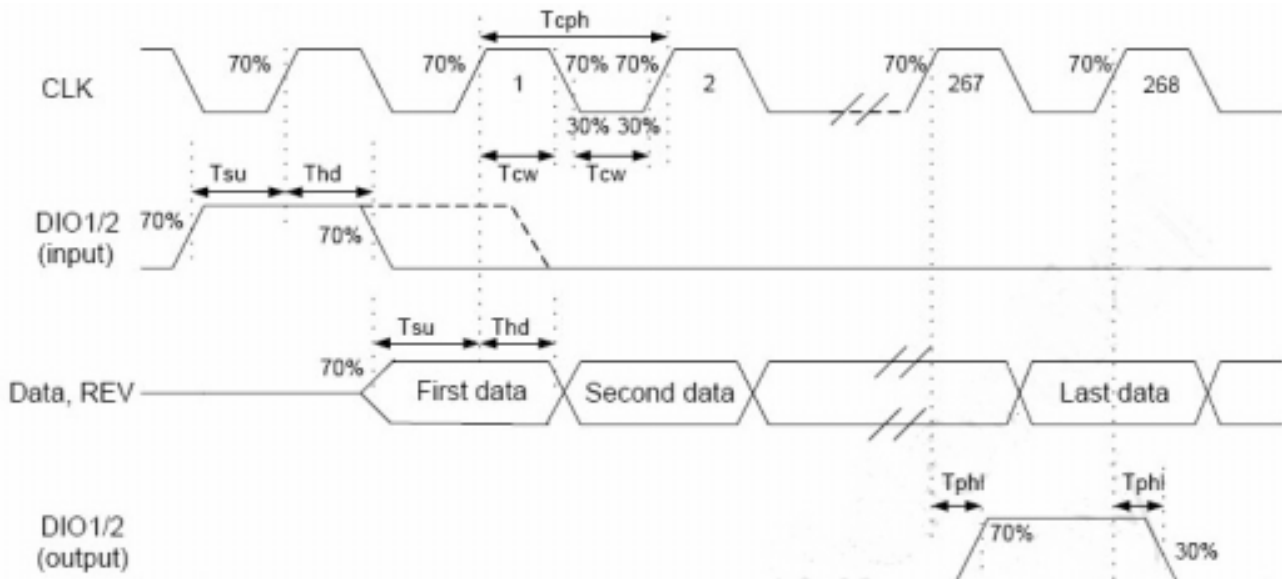 Tcph
70% 70% 70% 70% 70% 70%
CLK 1 2 267 268
30% 30%
Tsu Thd Tcw Tcw
DIO1/2 70% 70%
(input)
Tsu Thd
70%
Data, REV First data Second data Last data
DIO1/2 70% 30%
(output)